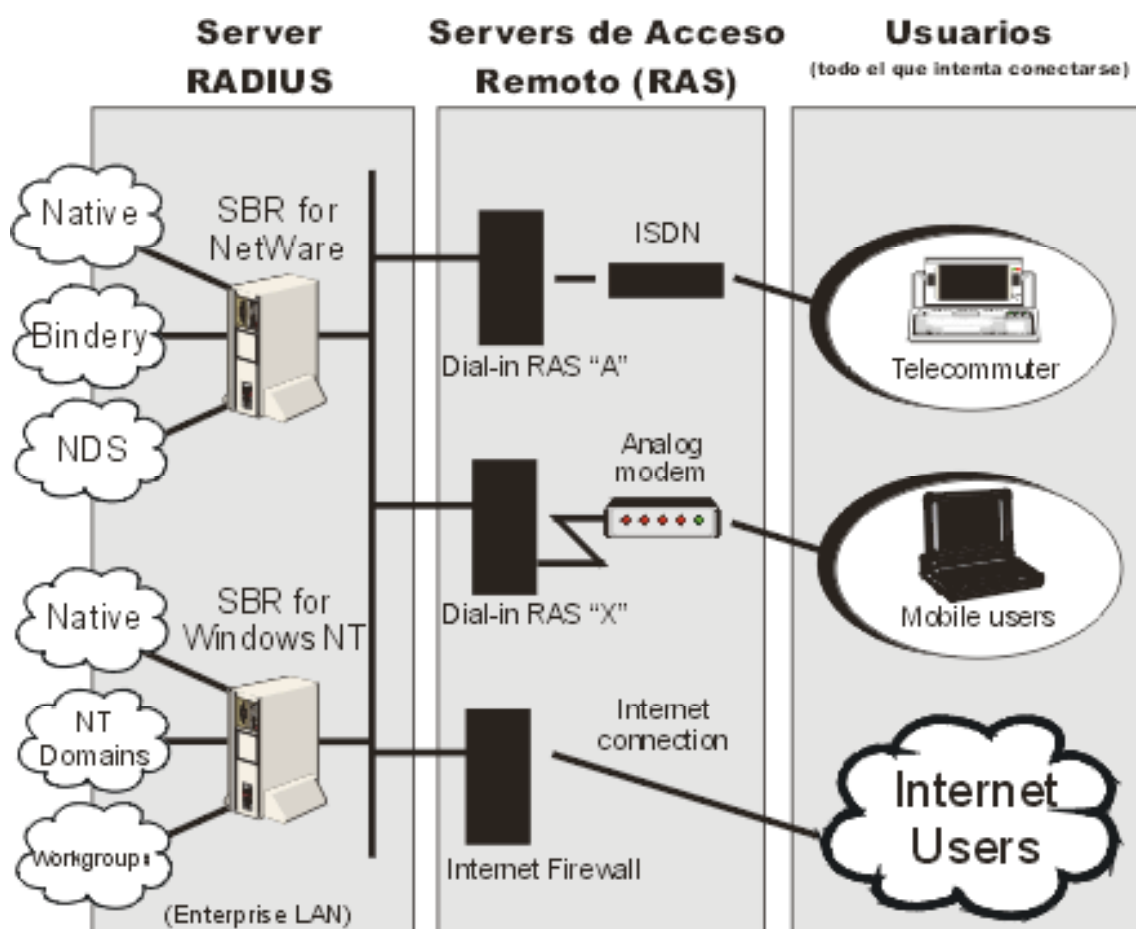 Server
RADIUS
Servers de Acceso
Remoto (RAS)
Usuarios
(todo el que intenta conectarse)
Native
Bindery
NDS
SBR for
NetWare
Native
NT
Domains
Workgroups
SBR for
Windows NT
(Enterprise LAN)
ISDN
Dial-in RAS “A”
Analog
modem
Dial-in RAS “X”
Internet
connection
Internet Firewall
Telecommuter
Mobile users
Internet
Users